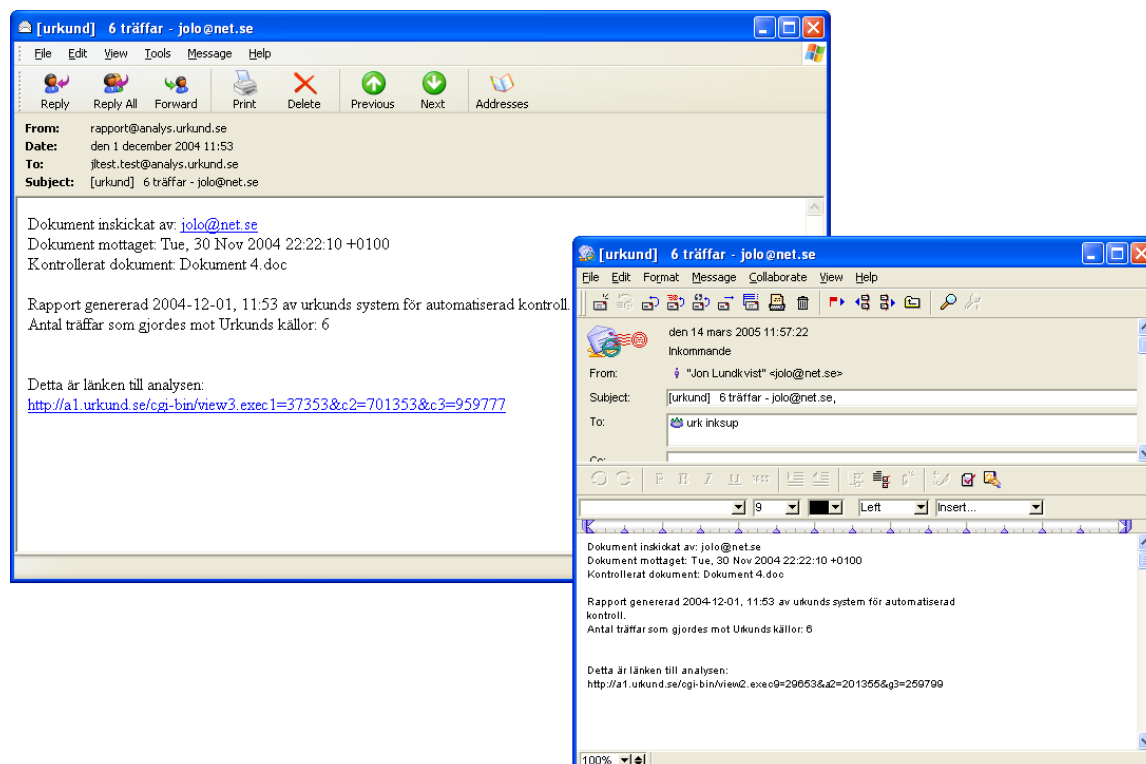 [urkund] 6 träffar - jolo@net.se
File Edit View Tools Message Help
Reply Reply All Forward Print Delete Previous Next Addresses
From: rapport@analys.urkund.se
Date: den 1 december 2004 11:53
To: jltest.test@analys.urkund.se
Subject: [urkund] 6 träffar - jolo@net.se
Dokument inskickat av: jolo@net.se
Dokument mottaget: Tue, 30 Nov 2004 22:22:10 +0100
Kontrollerat dokument: Dokument 4.doc
Rapport genererad 2004-12-01, 11:53 av urkunds system för automatiserad kontroll.
Antal träffar som gjordes mot Urkunds källor: 6
Detta är länken till analysen:
http://a1.urkund.se/cgi-bin/view3.exec1=37353&c2=701353&c3=959777
[urkund] 6 träffar - jolo@net.se
File Edit Format Message Collaborate View Help
den 14 mars 2005 11:57:22
Inkommande
From: "Jon Lundkvist" <jolo@net.se>
Subject: [urkund] 6 träffar - jolo@net.se,
To: urk inksup
Cc:
P B I U
9 Left Insert...
Dokument inskickat av: jolo@net.se
Dokument mottaget: Tue, 30 Nov 2004 22:22:10 +0100
Kontrollerat dokument: Dokument 4.doc
Rapport genererad 2004-12-01, 11:53 av urkunds system för automatiserad
kontroll.
Antal träffar som gjordes mot Urkunds källor: 6
Detta är länken till analysen:
http://a1.urkund.se/cgi-bin/view2.exec9=29653&a2=201355&g3=259799
100%